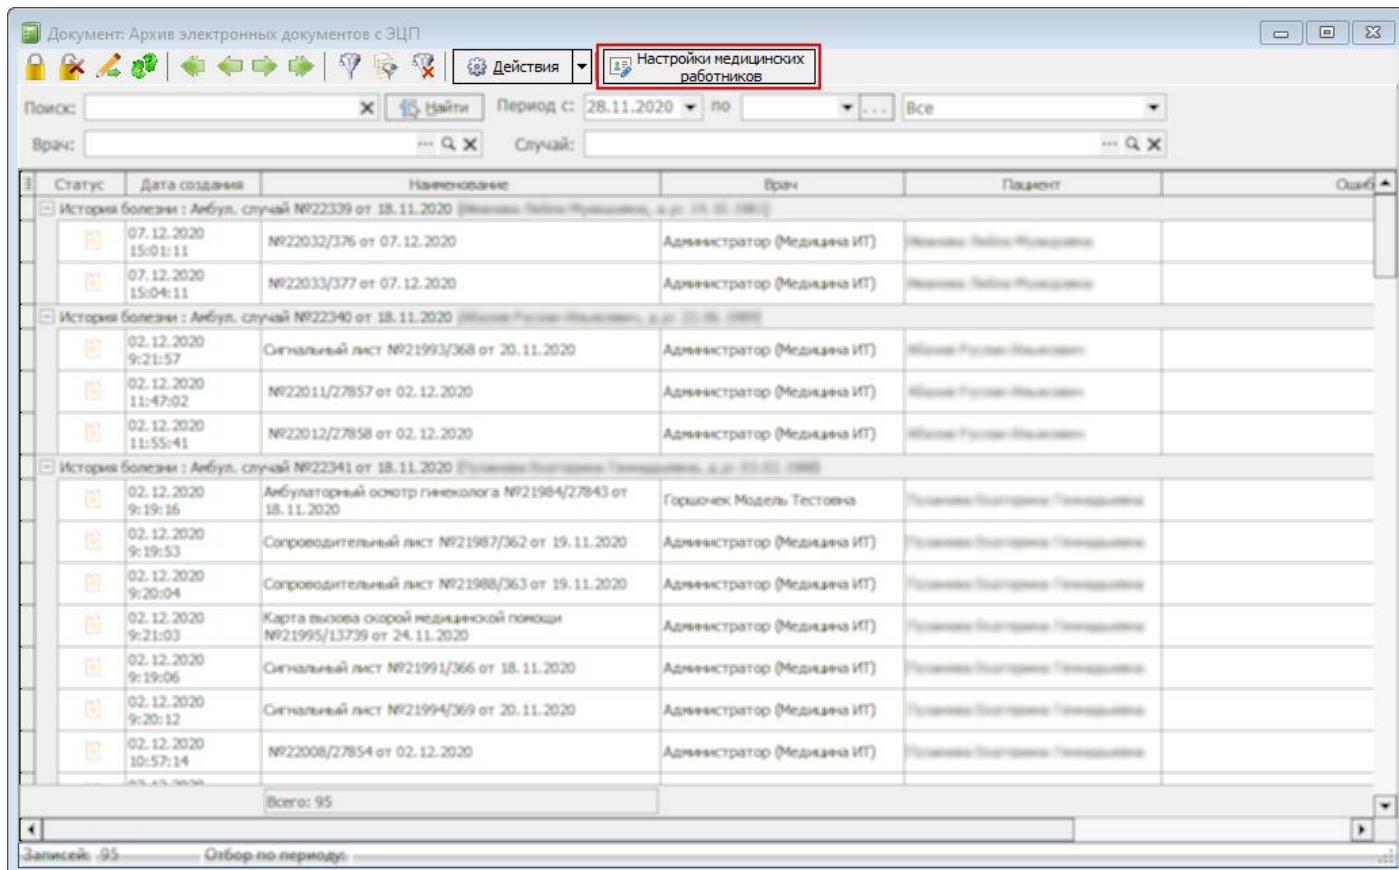 Документ: Архив электронных документов с ЭЦП
Действия
Настройки медицинских
работников
Поиск: Найти Период с: 28.11.2020 по ... Все
Врач: Случай:
Статус Дата создания Наименование Врач Пациент Ошиб
История болезни : Амбул. случай №22339 от 18.11.2020
07.12.2020
15:01:11
№22032/376 от 07.12.2020 Администратор (Медицина ИТ)
07.12.2020
15:04:11
№22033/377 от 07.12.2020 Администратор (Медицина ИТ)
История болезни : Амбул. случай №22340 от 18.11.2020
02.12.2020
9:21:57
Сигнальный лист №21993/368 от 20.11.2020 Администратор (Медицина ИТ)
02.12.2020
11:47:02
№22011/27857 от 02.12.2020 Администратор (Медицина ИТ)
02.12.2020
11:55:41
№22012/27858 от 02.12.2020 Администратор (Медицина ИТ)
История болезни : Амбул. случай №22341 от 18.11.2020
02.12.2020
9:19:16
Амбулаторный осмотр гинеколога №21984/27843 от
18.11.2020
Горшочек Модель Тестовна
02.12.2020
9:19:53
Сопроводительный лист №21987/362 от 19.11.2020 Администратор (Медицина ИТ)
02.12.2020
9:20:04
Сопроводительный лист №21988/363 от 19.11.2020 Администратор (Медицина ИТ)
02.12.2020
9:21:03
Карта вызова скорой медицинской помощи
№21995/13739 от 24.11.2020
Администратор (Медицина ИТ)
02.12.2020
9:19:06
Сигнальный лист №21991/366 от 18.11.2020 Администратор (Медицина ИТ)
02.12.2020
9:20:12
Сигнальный лист №21994/369 от 20.11.2020 Администратор (Медицина ИТ)
02.12.2020
10:57:14
№22008/27854 от 02.12.2020 Администратор (Медицина ИТ)
Всего: 95
Записей: 95 Отбор по периоду: